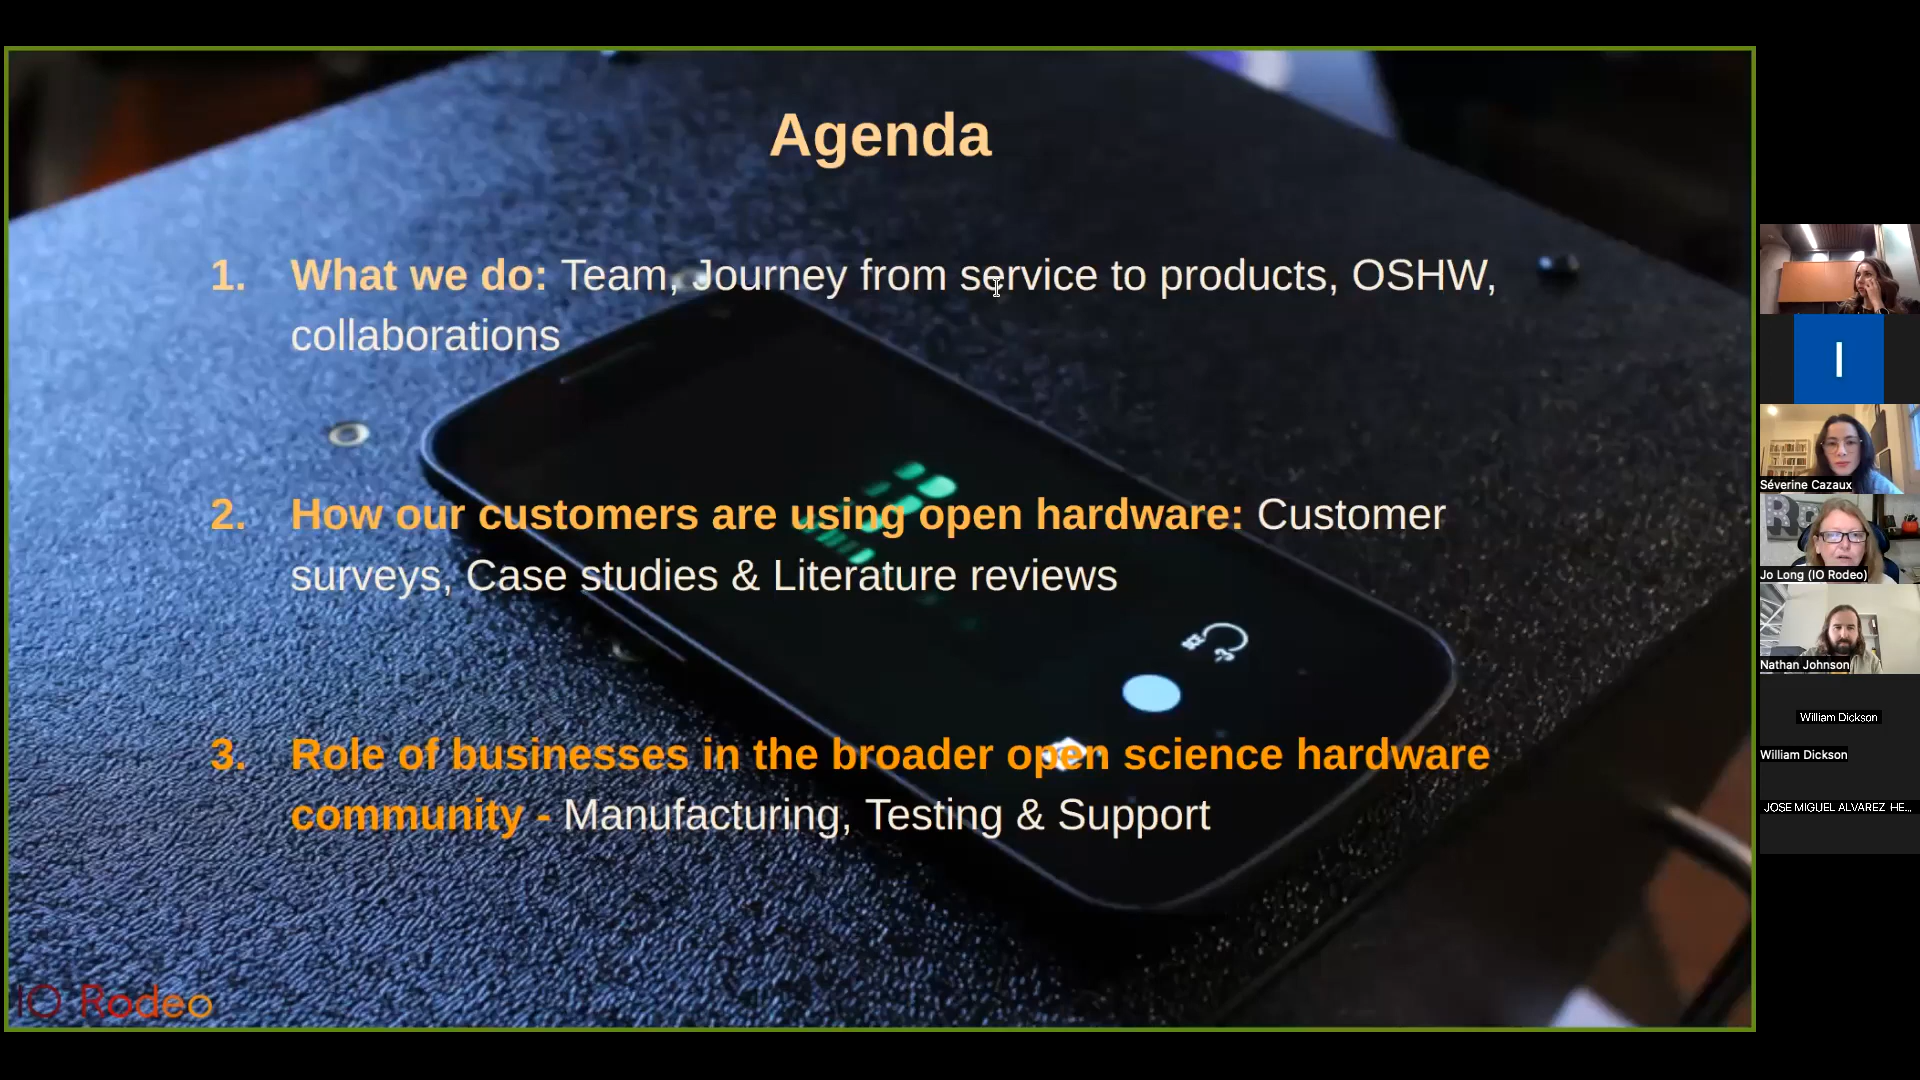 Agenda
1. What we do: Team, Journey from service to products, OSHW,
collaborations
2. How our customers are using open hardware: Customer
surveys, Case studies & Literature reviews
3. Role of businesses in the broader open science hardware
community - Manufacturing, Testing & Support
IO Rodeo
I
Séverine Cazaux
Jo Long (IO Rodeo)
Nathan Johnson
William Dickson
William Dickson
JOSE MIGUEL ALVAREZ HE...